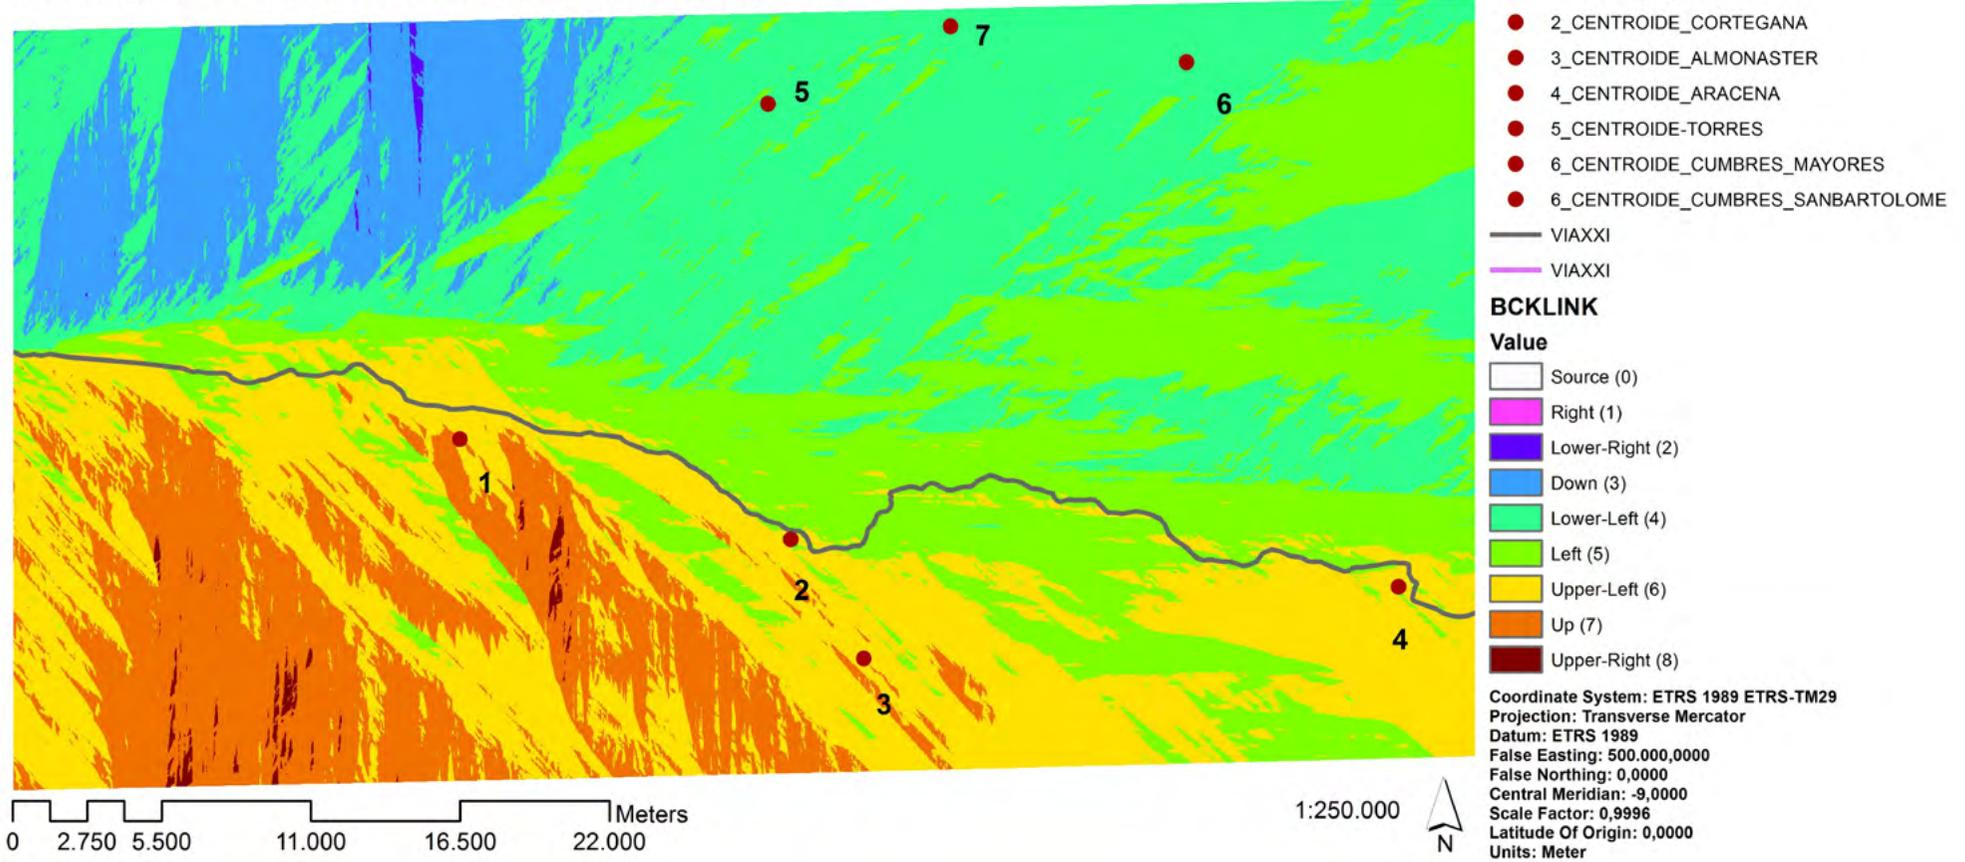 7
5
6
1
2
3
4
2_CENTROIDE_CORTEGANA
3_CENTROIDE_ALMONASTER
4_CENTROIDE_ARACENA
5_CENTROIDE-TORRES
6_CENTROIDE_CUMBRES_MAYORES
6_CENTROIDE_CUMBRES_SANBARTOLOME
VIAXXI
VIAXXI
BCKLINK
Value
Source (0)
Right (1)
Lower-Right (2)
Down (3)
Lower-Left (4)
Left (5)
Upper-Left (6)
Up (7)
Upper-Right (8)
Coordinate System: ETRS 1989 ETRS-TM29
Projection: Transverse Mercator
Datum: ETRS 1989
False Easting: 500.000,0000
False Northing: 0,0000
Central Meridian: -9,0000
Scale Factor: 0,9996
Latitude Of Origin: 0,0000
Units: Meter
Meters
0 2.750 5.500 11.000 16.500 22.000
1:250.000
N